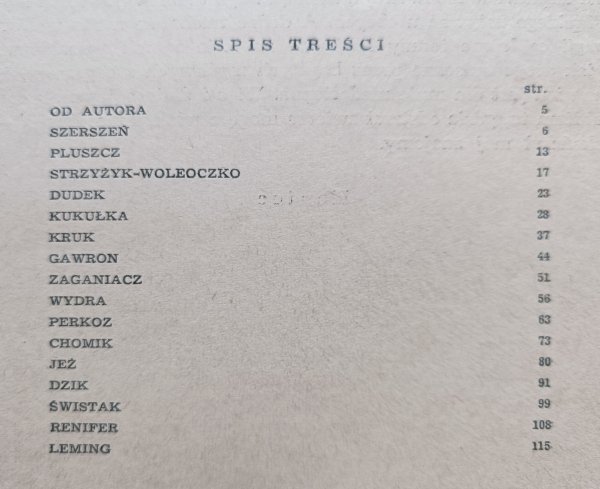 SPIS TREŚCI
str.
OD AUTORA 5
SZERSZEŃ 6
PLUSZCZ 13
STRZYŻYK-WOLEOCZKO 17
DUDEK 23
KUKUŁKA 28
KRUK 37
GAWRON 44
ZAGANIACZ 51
WYDRA 56
PERKOZ 63
CHOMIK 73
JEŻ 80
DZIK 91
ŚWISTAK 99
RENIFER 108
LEMING 115